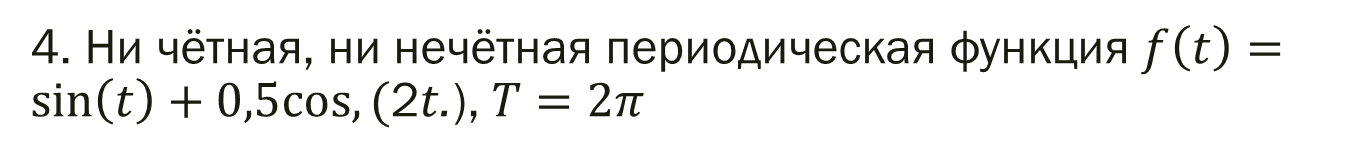 4. Ни чётная, ни нечётная периодическая функция f(t) =
sin(t) + 0,5cos, (2t.), T = 2π